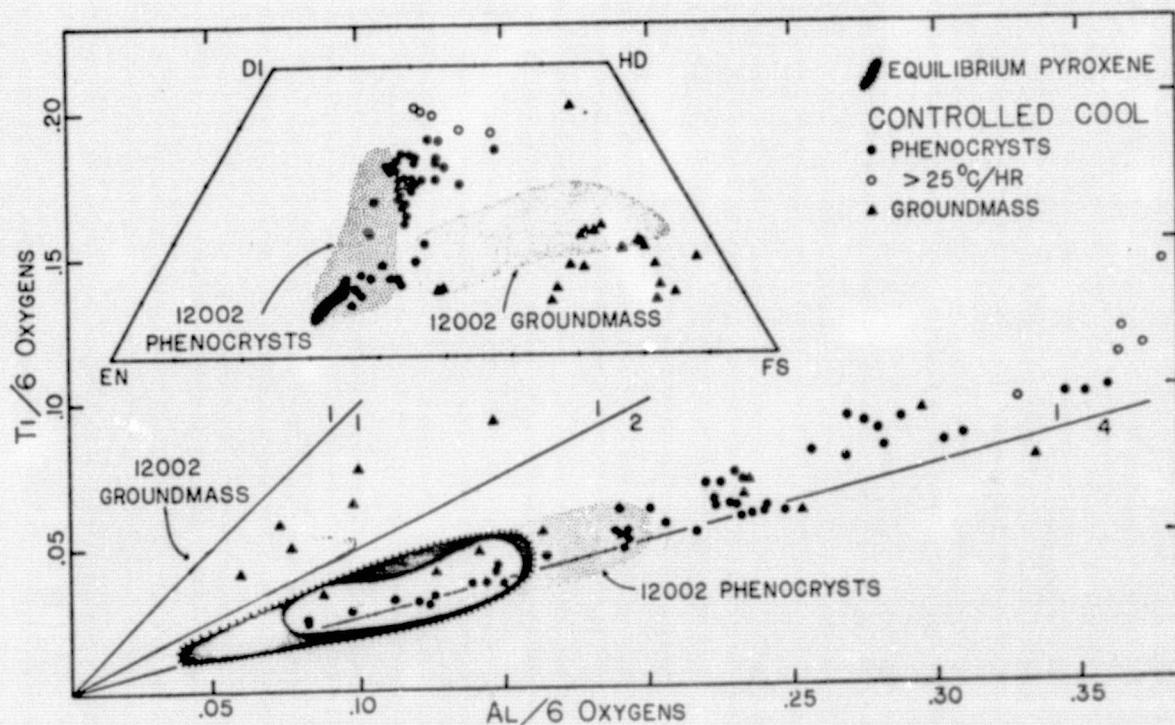 DI
HD
EQUILIBRIUM PYROXENE
CONTROLLED COOL
PHENOCRYSTS
>25°C/HR
GROUNDMASS
.20
.15
.10
.05
TI/6 OXYGENS
12002
PHENOCRYSTS
12002 GROUNDMASS
EN
FS
12002
GROUNDMASS
1
1
1
2
1
4
12002 PHENOCRYSTS
.05
.10
AL/6 OXYGENS
.25
.30
.35